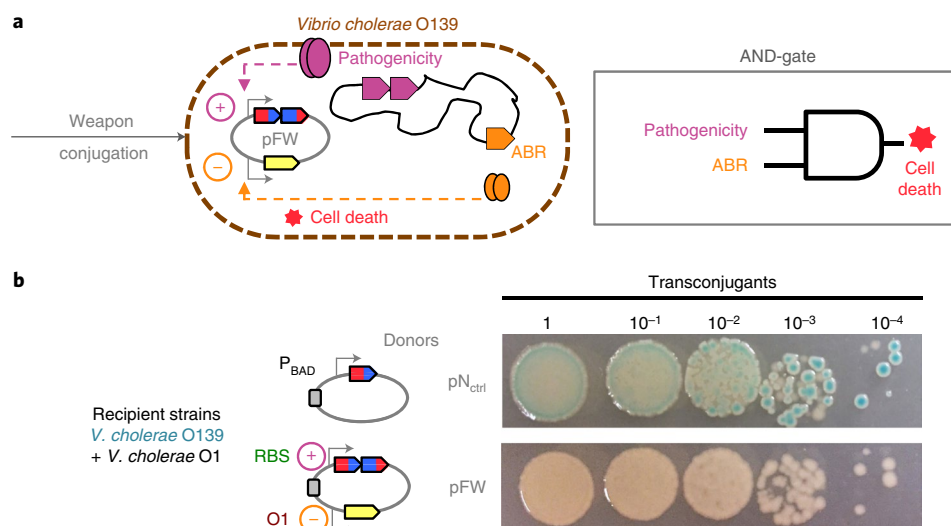 a
Vibrio cholerae O139
Pathogenicity
Weapon
conjugation
+
pFW
−
ABR
Cell death
AND-gate
Pathogenicity
ABR
Cell
death
b
Transconjugants
1
10–1
10–2
10–3
10–4
Donors
PBAD
pNctrl
Recipient strains
V. cholerae O139
+ V. cholerae O1
RBS +
pFW
O1 −